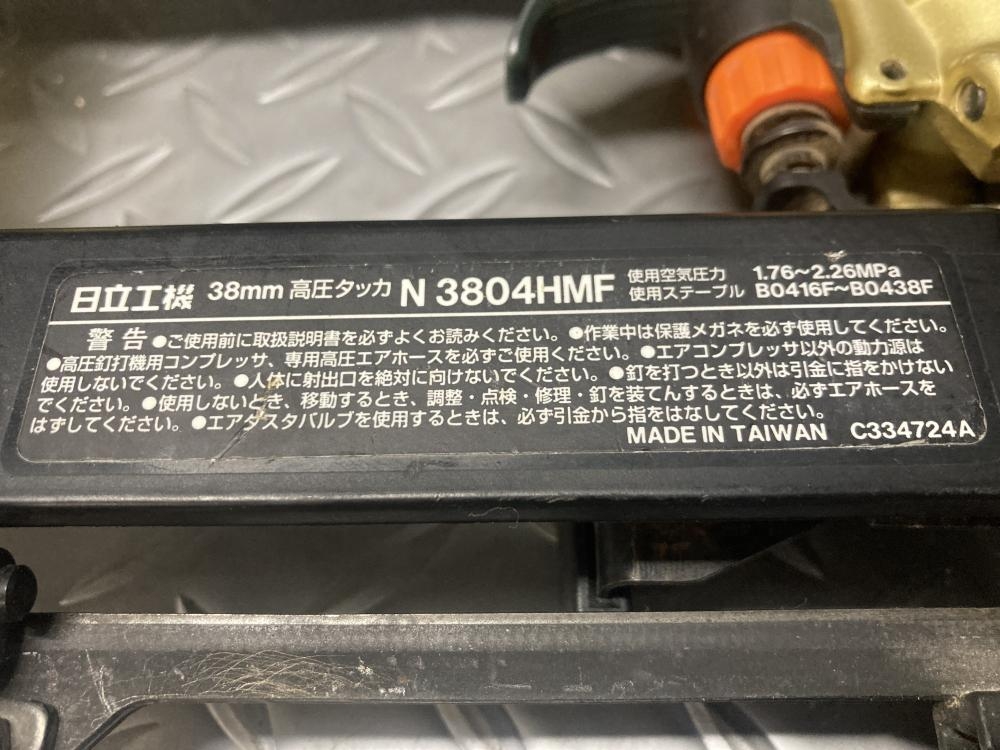 日立工機 38mm 高圧タッカ N 3804HMF 使用空気圧力 1.76～2.26MPa
使用ステープル B0416F～B0438F
警告 ●ご使用前に取扱説明書を必ずよくお読みください。●作業中は保護メガネを必ず使用してください。
●高圧釘打機用コンプレッサ、専用高圧エアホースを必ずご使用ください。●エアコンプレッサ以外の動力源は
使用しないでください。●人体に射出口を絶対に向けないでください。●釘を打つとき以外は引金に指をかけない
でください。●使用しないとき、移動するとき、調整・点検・修理・釘を装てんするときは、必ずエアホースを
はずしてください。●エアダスタバルブを使用するときは、必ず引金から指をはなしてください。
MADE IN TAIWAN C334724A